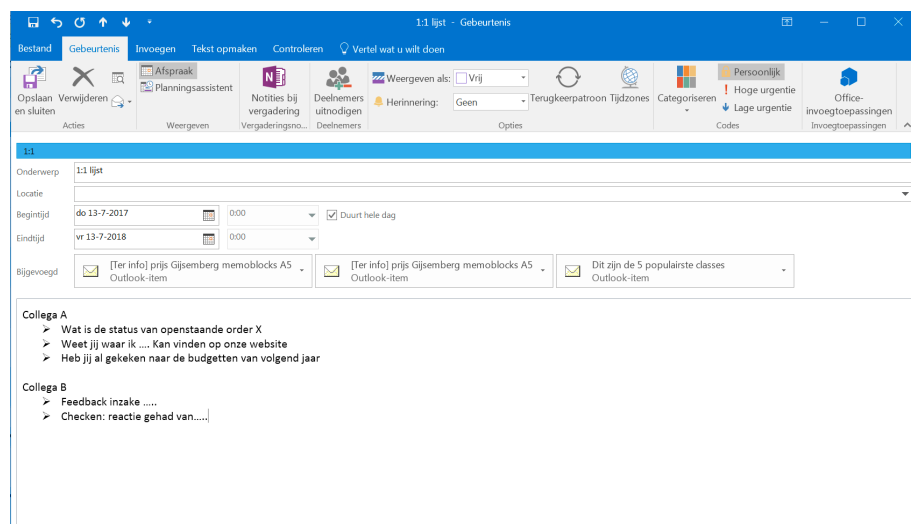 1:1 lijst - Gebeurtenis
Bestand Gebeurtenis Invoegen Tekst opmaken Controleren Vertel wat u wilt doen
Opslaan en sluiten
Verwijderen
Acties
Afspraak
Planningsassistent
Weergeven
Notities bij vergadering
Vergaderingsno...
Deelnemers uitnodigen
Deelnemers
Weergeven als: Vrij
Herinnering: Geen
Terugkeerpatroon
Tijdzones
Opties
Categoriseren
Persoonlijk
Hoge urgentie
Lage urgentie
Codes
Office-invoegtoepassingen
Invoegtoepassingen
1:1
Onderwerp 1:1 lijst
Locatie
Begintijd do 13-7-2017 0:00 Duurt hele dag
Eindtijd vr 13-7-2018 0:00
Bijgevoegd
[Ter info] prijs Gijsemberg memoblocks A5
Outlook-item
[Ter info] prijs Gijsemberg memoblocks A5
Outlook-item
Dit zijn de 5 populairste classes
Outlook-item
Collega A
➢ Wat is de status van openstaande order X
➢ Weet jij waar ik .... Kan vinden op onze website
➢ Heb jij al gekeken naar de budgetten van volgend jaar
Collega B
➢ Feedback inzake .....
➢ Checken: reactie gehad van.....